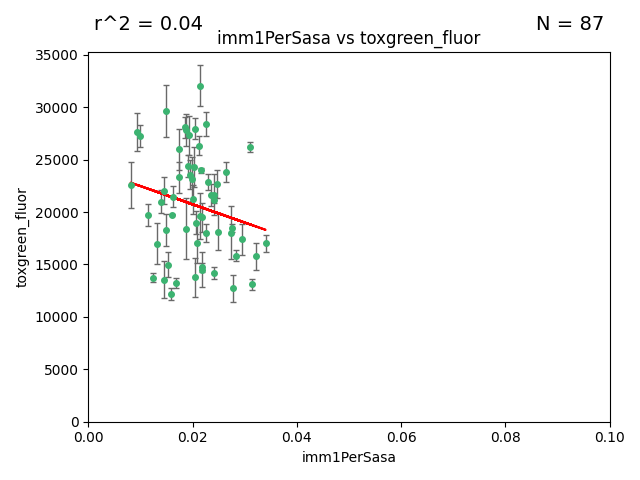 r^2 = 0.04
N = 87
imm1PerSasa vs toxgreen_fluor
35000
30000
25000
20000
15000
10000
5000
0
toxgreen_fluor
0.00
0.02
0.04
0.06
0.08
0.10
imm1PerSasa